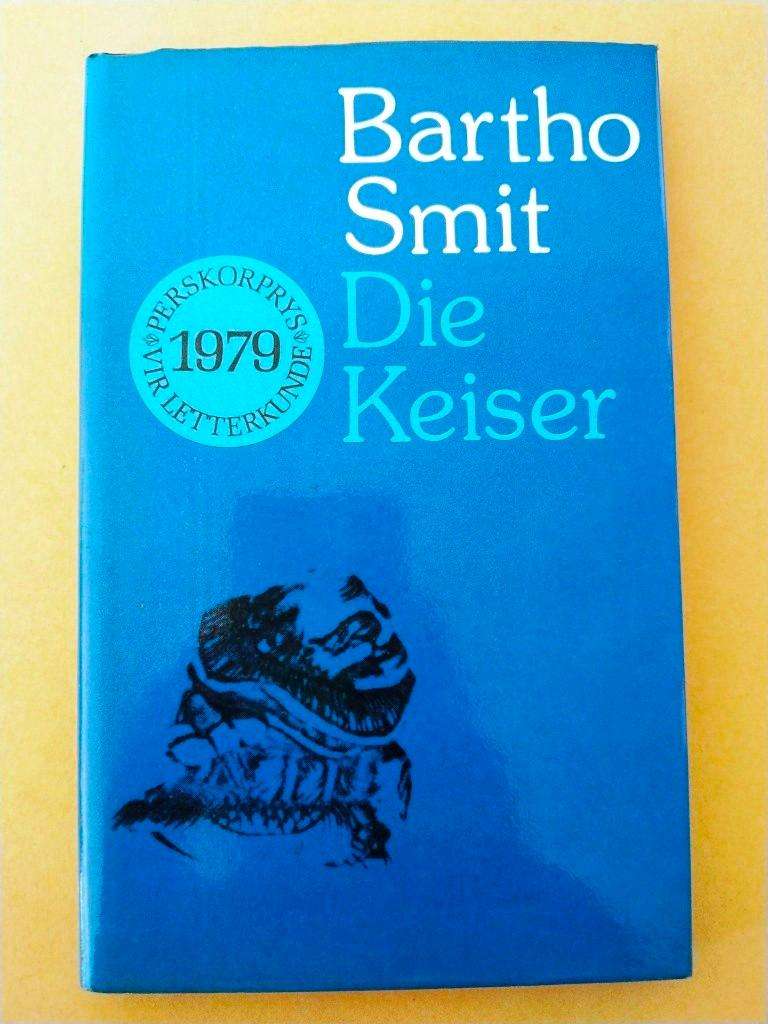 Bartho
Smit
Die
Keiser
PERSKORPRYS
1979
VIR LETTERKUNDE